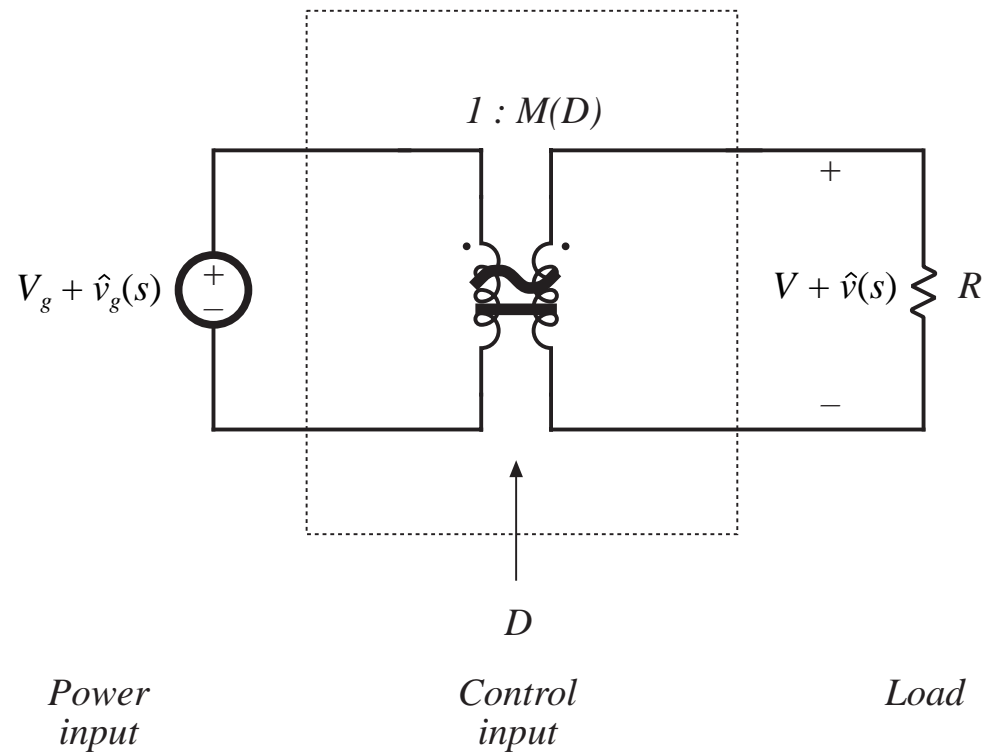 1 : M(D)
+
+
–
V_g + v̂_g(s)
V + v̂(s)
R
–
D
Power
input
Control
input
Load